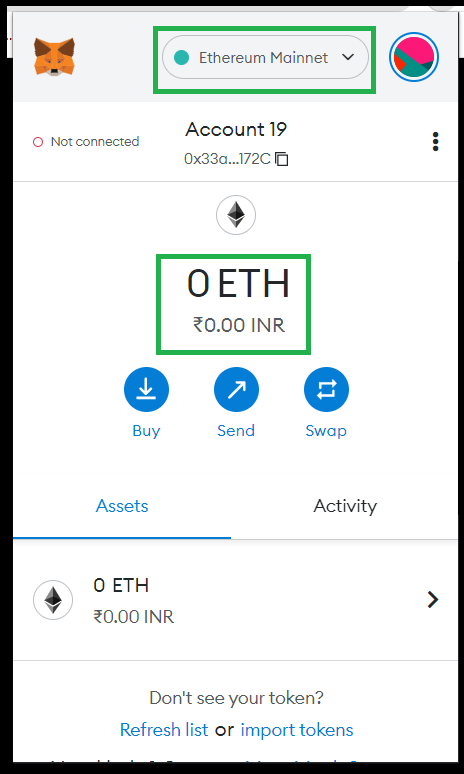 Ethereum Mainnet
Not connected
Account 19
0x33a...172C
0 ETH
₹0.00 INR
Buy
Send
Swap
Assets
Activity
0 ETH
₹0.00 INR
Don't see your token?
Refresh list or import tokens